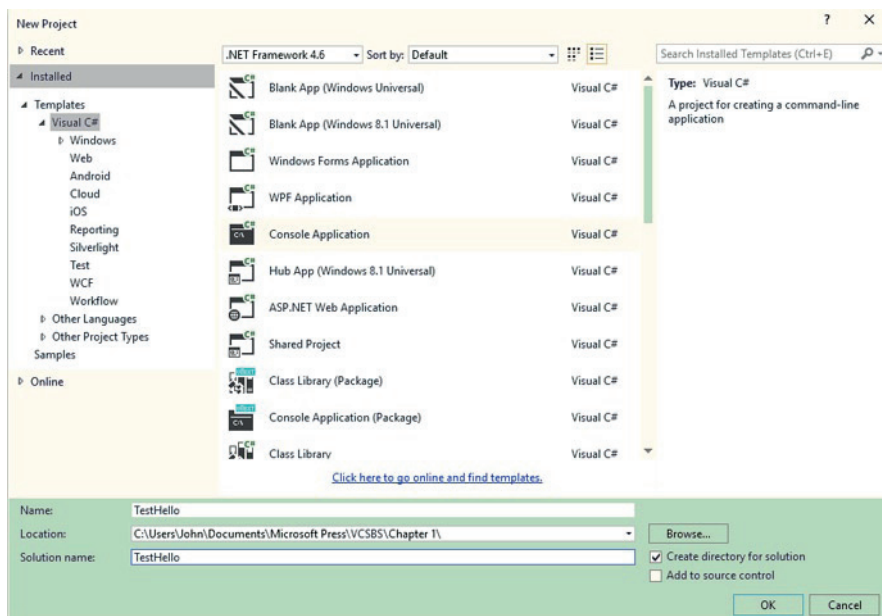 New Project
? X
Recent
.NET Framework 4.6 Sort by: Default
Search Installed Templates (Ctrl+E)
Installed
Templates
Visual C#
Windows
Web
Android
Cloud
iOS
Reporting
Silverlight
Test
WCF
Workflow
Other Languages
Other Project Types
Samples
Online
Blank App (Windows Universal) Visual C#
Blank App (Windows 8.1 Universal) Visual C#
Windows Forms Application Visual C#
WPF Application Visual C#
Console Application Visual C#
Hub App (Windows 8.1 Universal) Visual C#
ASP.NET Web Application Visual C#
Shared Project Visual C#
Class Library (Package) Visual C#
Console Application (Package) Visual C#
Class Library Visual C#
Click here to go online and find templates.
Type: Visual C#
A project for creating a command-line
application
Name: TestHello
Location: C:\Users\John\Documents\Microsoft Press\VCSBS\Chapter 1\ Browse...
Solution name: TestHello
Create directory for solution
Add to source control
OK Cancel